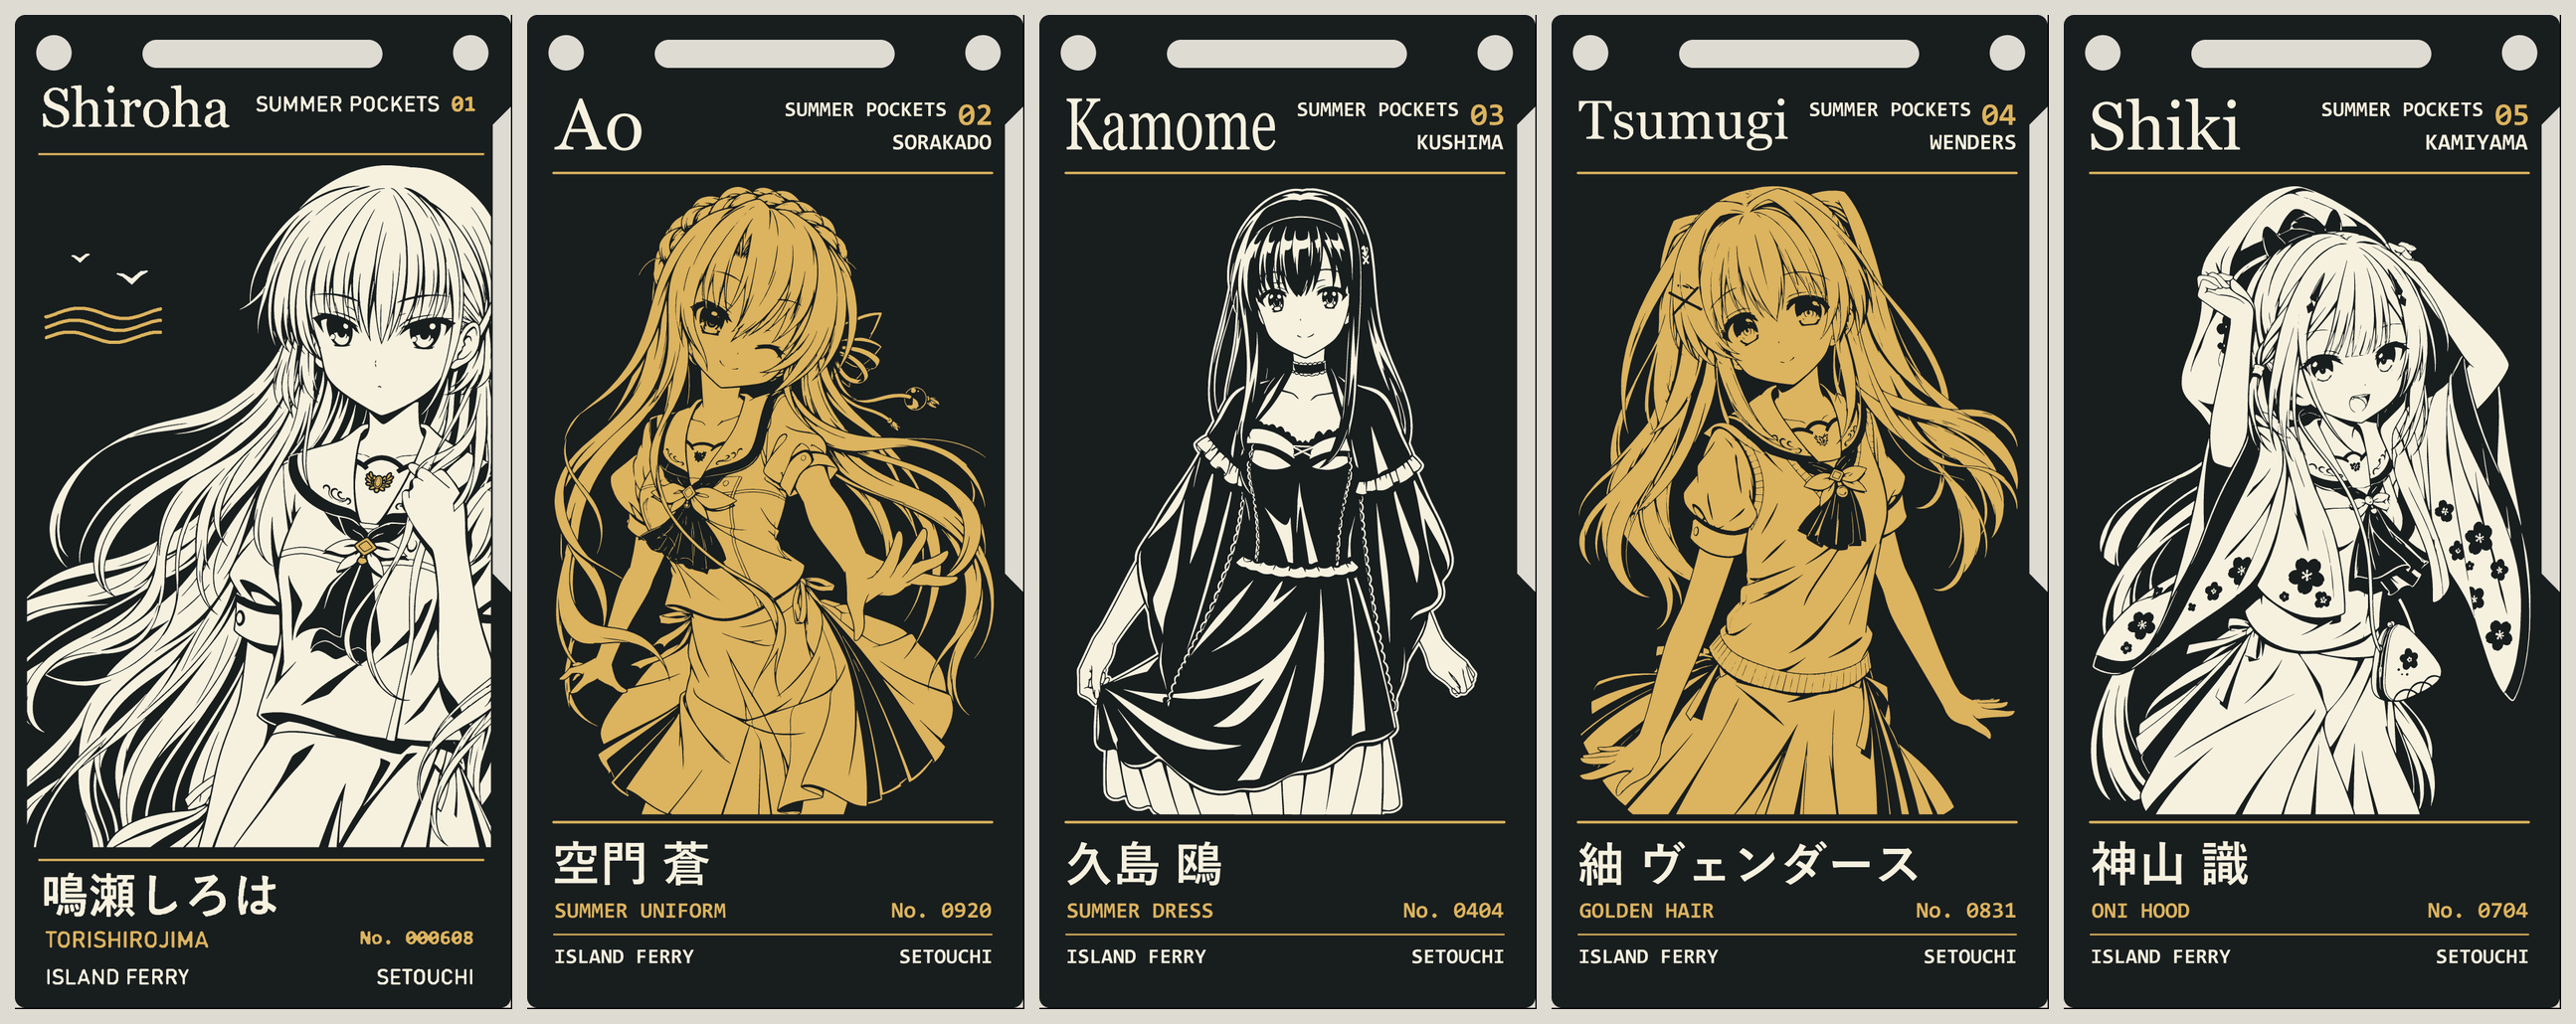 Shiroha
SUMMER POCKETS 01
鳴瀬しろは
TORISHIROJIMA
No. 000608
ISLAND FERRY
SETOUCHI
Ao
SUMMER POCKETS 02
SORAKADO
空門 蒼
SUMMER UNIFORM
No. 0920
ISLAND FERRY
SETOUCHI
Kamome
SUMMER POCKETS 03
KUSHIMA
久島 鴎
SUMMER DRESS
No. 0404
ISLAND FERRY
SETOUCHI
Tsumugi
SUMMER POCKETS 04
WENDERS
紬 ヴェンダース
GOLDEN HAIR
No. 0831
ISLAND FERRY
SETOUCHI
Shiki
SUMMER POCKETS 05
KAMIYAMA
神山 識
ONI HOOD
No. 0704
ISLAND FERRY
SETOUCHI